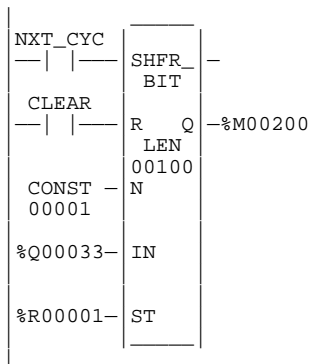 NXT_CYC
SHFR_
BIT
CLEAR
R Q %M00200
LEN
00100
CONST N
00001
%Q00033 IN
%R00001 ST